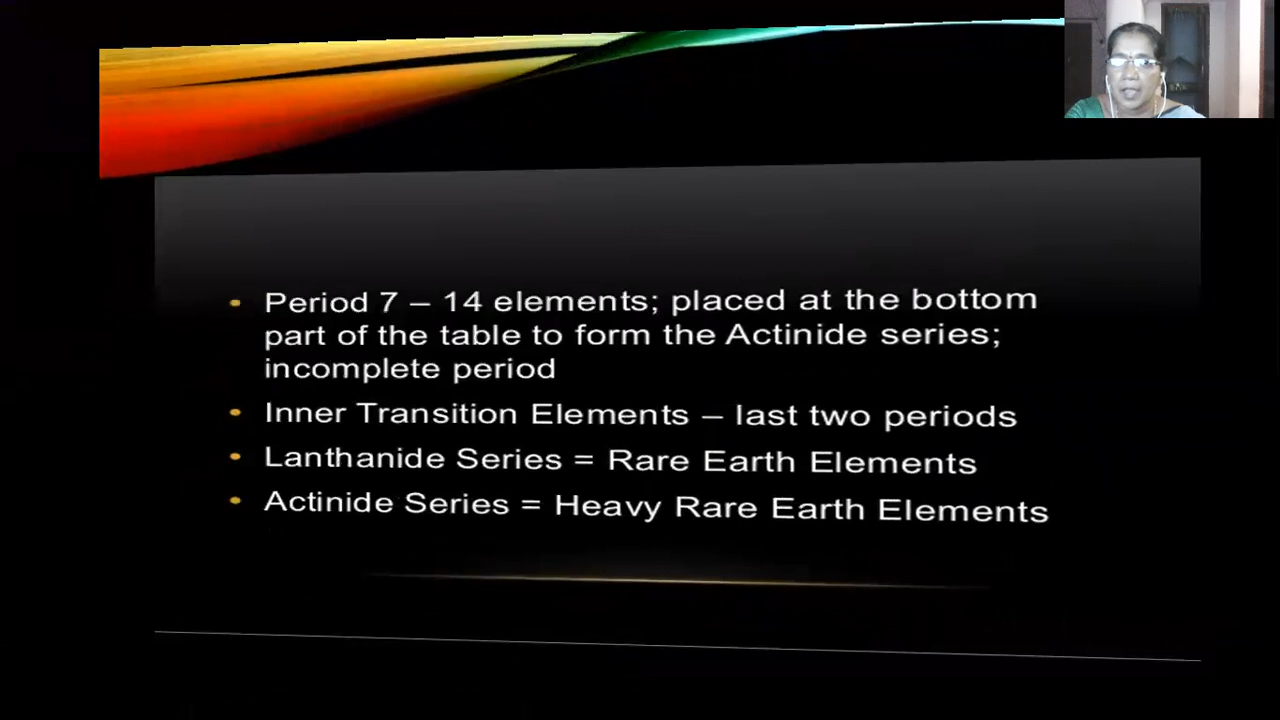 • Period 7 – 14 elements; placed at the bottom
part of the table to form the Actinide series;
incomplete period
• Inner Transition Elements – last two periods
• Lanthanide Series = Rare Earth Elements
• Actinide Series = Heavy Rare Earth Elements